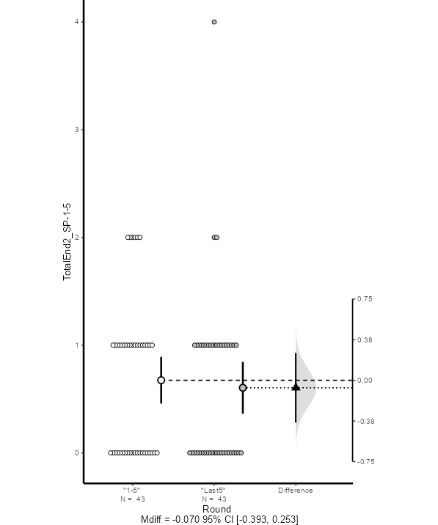 4
3
2
1
0
TotalEnd2_SP-1-5
0.75
0.38
0.00
-0.38
-0.75
"1-5" "Last5" Difference
N = 43 N = 43
Round
Mdiff = -0.070 95% CI [-0.393, 0.253]